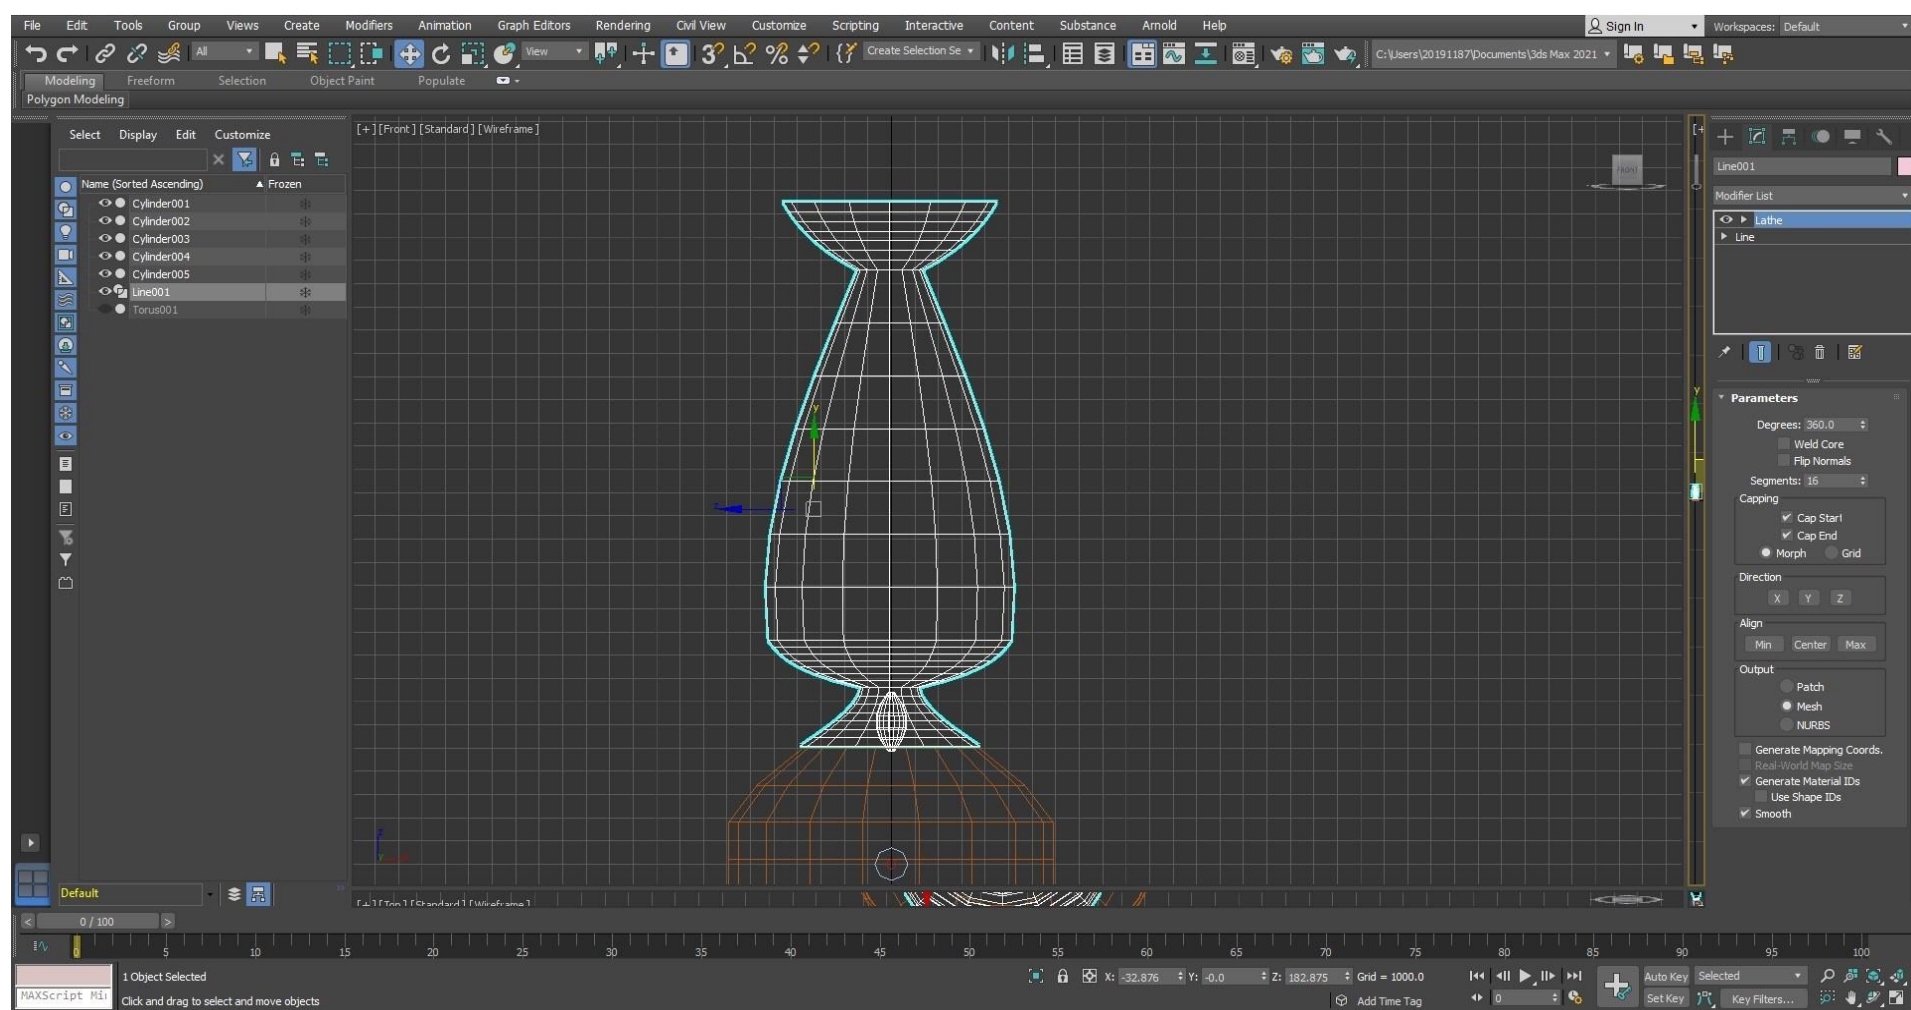 File Edit Tools Group Views Create Modifiers Animation Graph Editors Rendering Civil View Customize Scripting Interactive Content Substance Arnold Help Sign In Workspaces: Default
All View Create Selection Se C:\Users\20191187\Documents\3ds Max 2021
Modeling Freeform Selection Object Paint Populate
Polygon Modeling
Select Display Edit Customize
Name (Sorted Ascending) Frozen
Cylinder001
Cylinder002
Cylinder003
Cylinder004
Cylinder005
Line001
Torus001
Default
[+][Front][Standard][Wireframe]
FRONT
y
z
z
y
[+][Top][Standard][Wireframe]
[+
y
Line001
Modifier List
Lathe
Line
Parameters
Degrees: 360.0
Weld Core
Flip Normals
Segments: 16
Capping
Cap Start
Cap End
Morph Grid
Direction
X Y Z
Align
Min Center Max
Output
Patch
Mesh
NURBS
Generate Mapping Coords.
Real-World Map Size
Generate Material IDs
Use Shape IDs
Smooth
< 0 / 100 >
0 5 10 15 20 25 30 35 40 45 50 55 60 65 70 75 80 85 90 95 100
1 Object Selected X: -32.876 Y: -0.0 Z: 182.875 Grid = 1000.0 Auto Key Selected
MAXScript Mi Click and drag to select and move objects Add Time Tag 0 Set Key Key Filters...